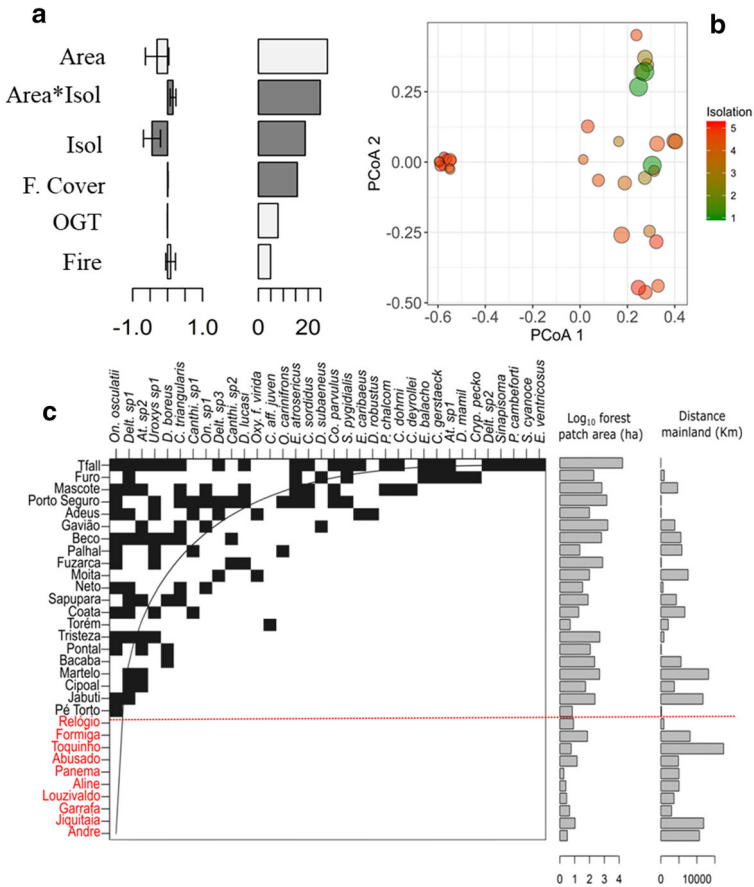 a
Area
Area*Isol
Isol
F. Cover
OGT
Fire
-1.0 1.0
0 20
b
0.25
0.00
-0.25
-0.50
PCoA 2
-0.6 -0.4 -0.2 0.0 0.2 0.4
PCoA 1
Isolation
5
4
3
2
1
c
On. osculatii
Delt. sp1
At. sp2
Uroxys sp1
D. boreus
C. triangularis
Canthi. sp1
On. sp1
Delt. sp3
Canthi. sp2
D. lucasi
Oxy. f. virida
C. aff. juven
O. carnifrons
E. atrosericus
C. sordidus
D. subaeneus
Co. parvulus
S. pygidialis
E. caribaeus
D. robustus
P. chalcom
C. dohrni
C. deyrollei
E. balacho
C. gerstaeck
At. sp1
D. mamil
Cryp. pecko
Delt. sp2
Sinapisoma
P. cambeforti
S. cyanoce
E. ventricosus
Log10 forest
patch area (ha)
Distance
mainland (Km)
Tfall
Furo
Mascote
Porto Seguro
Adeus
Gavião
Beco
Palhal
Fuzarca
Moita
Neto
Sapupara
Coata
Torém
Tristeza
Pontal
Bacaba
Martelo
Cipoal
Jabuti
Pé Torto
Relógio
Formiga
Toquinho
Abusado
Panema
Aline
Louzivaldo
Garrafa
Jiquitaia
Andre
0 1 2 3 4
0 10000